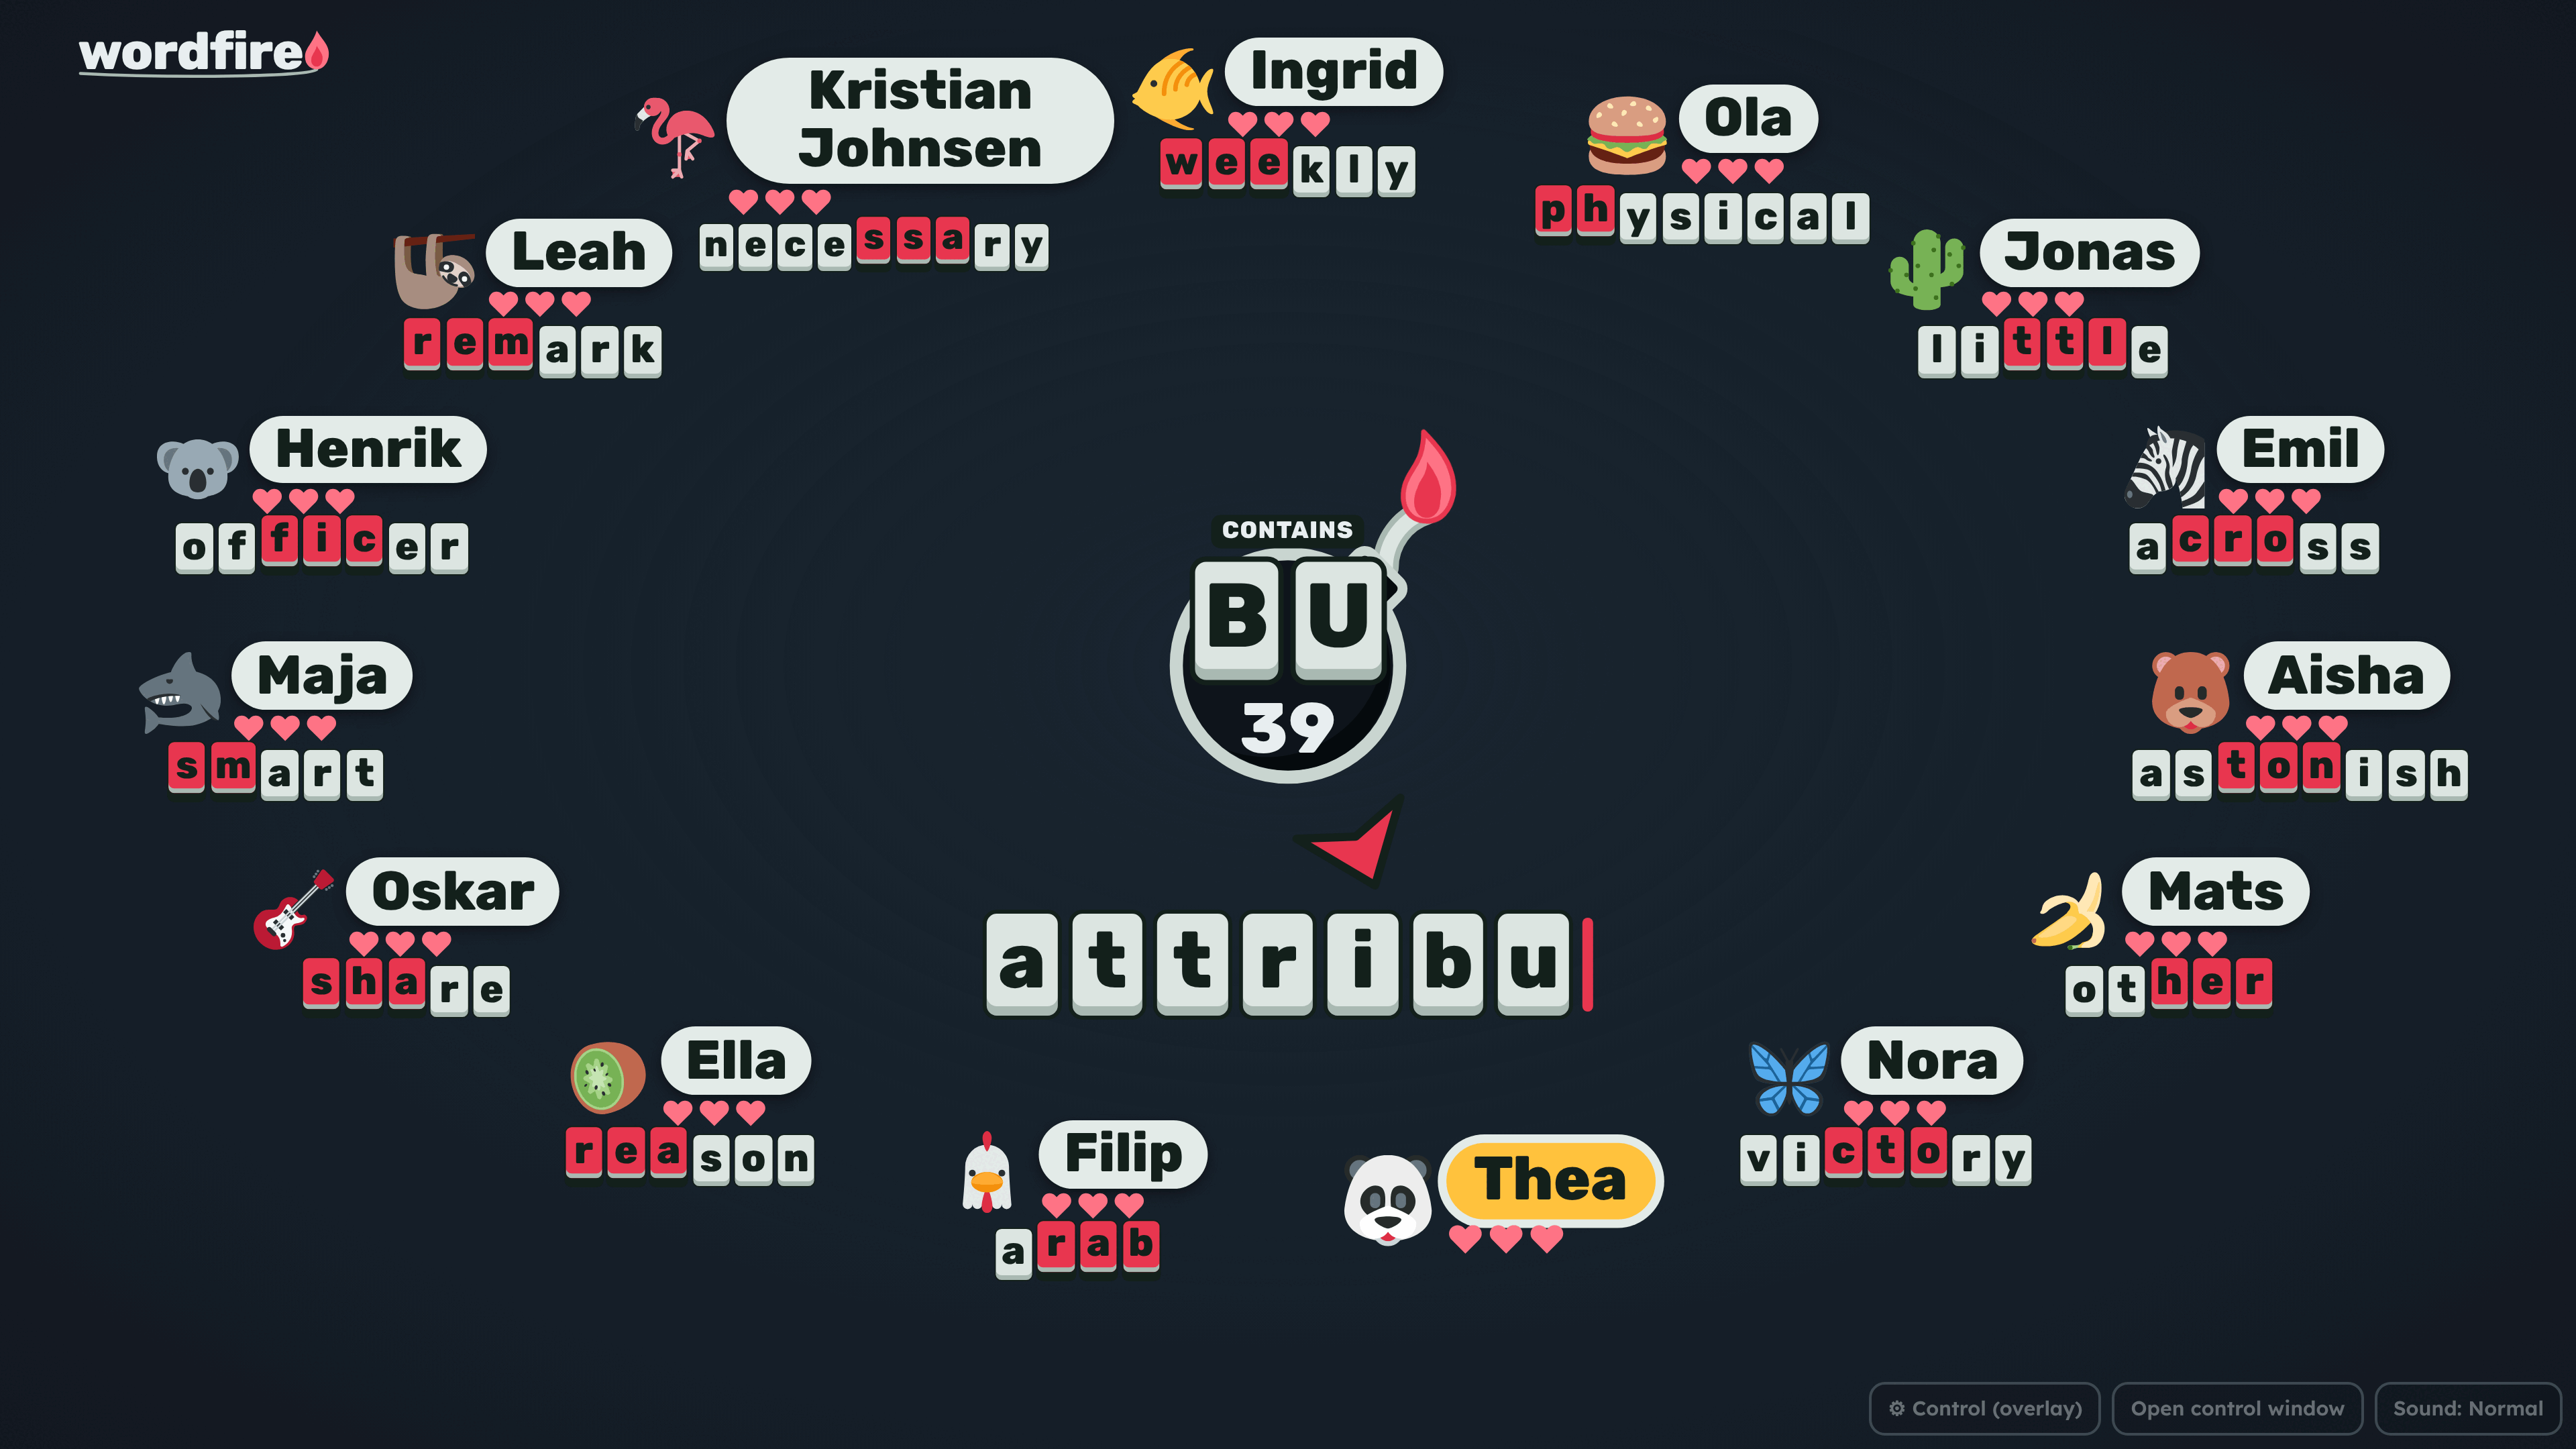 wordfire
Kristian
Johnsen
necessary
Ingrid
weekly
Ola
physical
Leah
remark
Jonas
little
Henrik
officer
Emil
across
CONTAINS
BU
39
Maja
smart
Aisha
astonish
Oskar
share
Mats
other
attribu
Ella
reason
Nora
victory
Filip
arab
Thea
Control (overlay)
Open control window
Sound: Normal